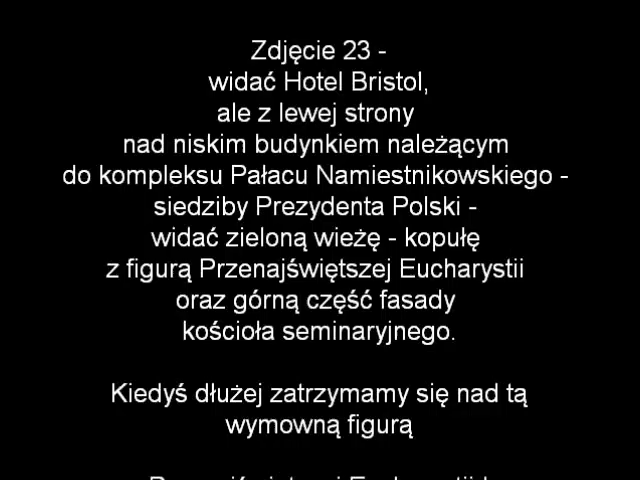 Zdjęcie 23 -
widać Hotel Bristol,
ale z lewej strony
nad niskim budynkiem należącym
do kompleksu Pałacu Namiestnikowskiego -
siedziby Prezydenta Polski -
widać zieloną wieżę - kopułę
z figurą Przenajświętszej Eucharystii
oraz górną część fasady
kościoła seminaryjnego.
Kiedyś dłużej zatrzymamy się nad tą
wymowną figurą